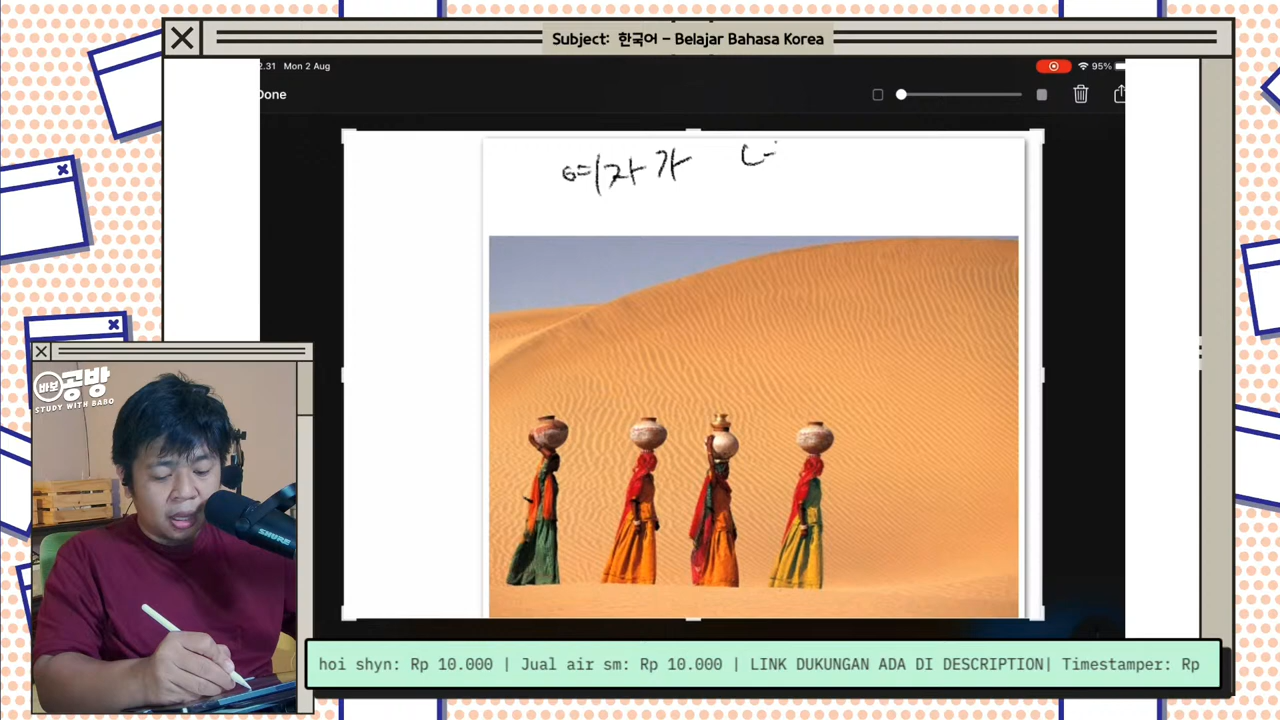 Subject: 한국어 – Belajar Bahasa Korea
2.31 Mon 2 Aug
95%
Done
여자가
바보
공방
STUDY WITH BABO
SHURE
hoi shyn: Rp 10.000 | Jual air sm: Rp 10.000 | LINK DUKUNGAN ADA DI DESCRIPTION| Timestamper: Rp